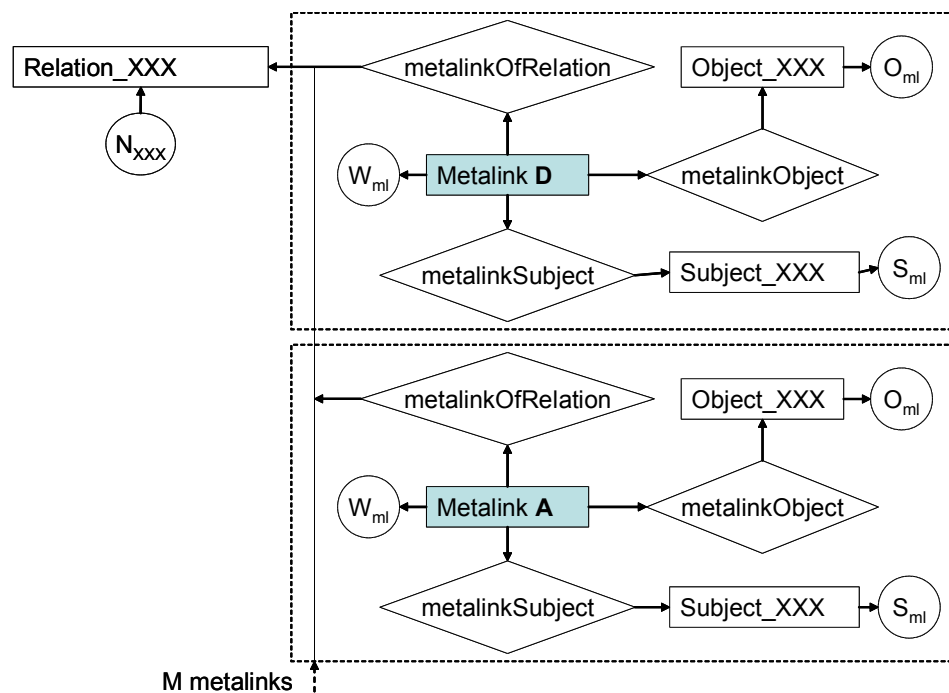 Relation_XXX
metalinkOfRelation
Object_XXX
O_ml
N_XXX
W_ml
Metalink D
metalinkObject
metalinkSubject
Subject_XXX
S_ml
metalinkOfRelation
Object_XXX
O_ml
W_ml
Metalink A
metalinkObject
metalinkSubject
Subject_XXX
S_ml
M metalinks